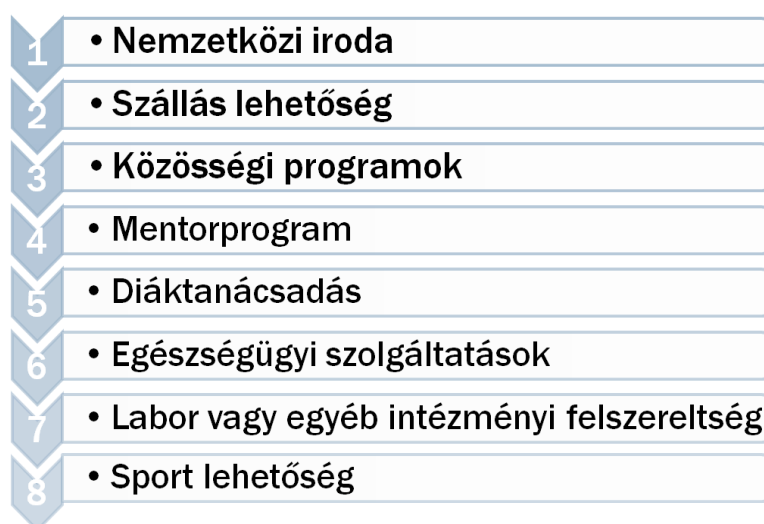 1 • Nemzetközi iroda
2 • Szállás lehetőség
3 • Közösségi programok
4 • Mentorprogram
5 • Diáktanácsadás
6 • Egészségügyi szolgáltatások
7 • Labor vagy egyéb intézményi felszereltség
8 • Sport lehetőség